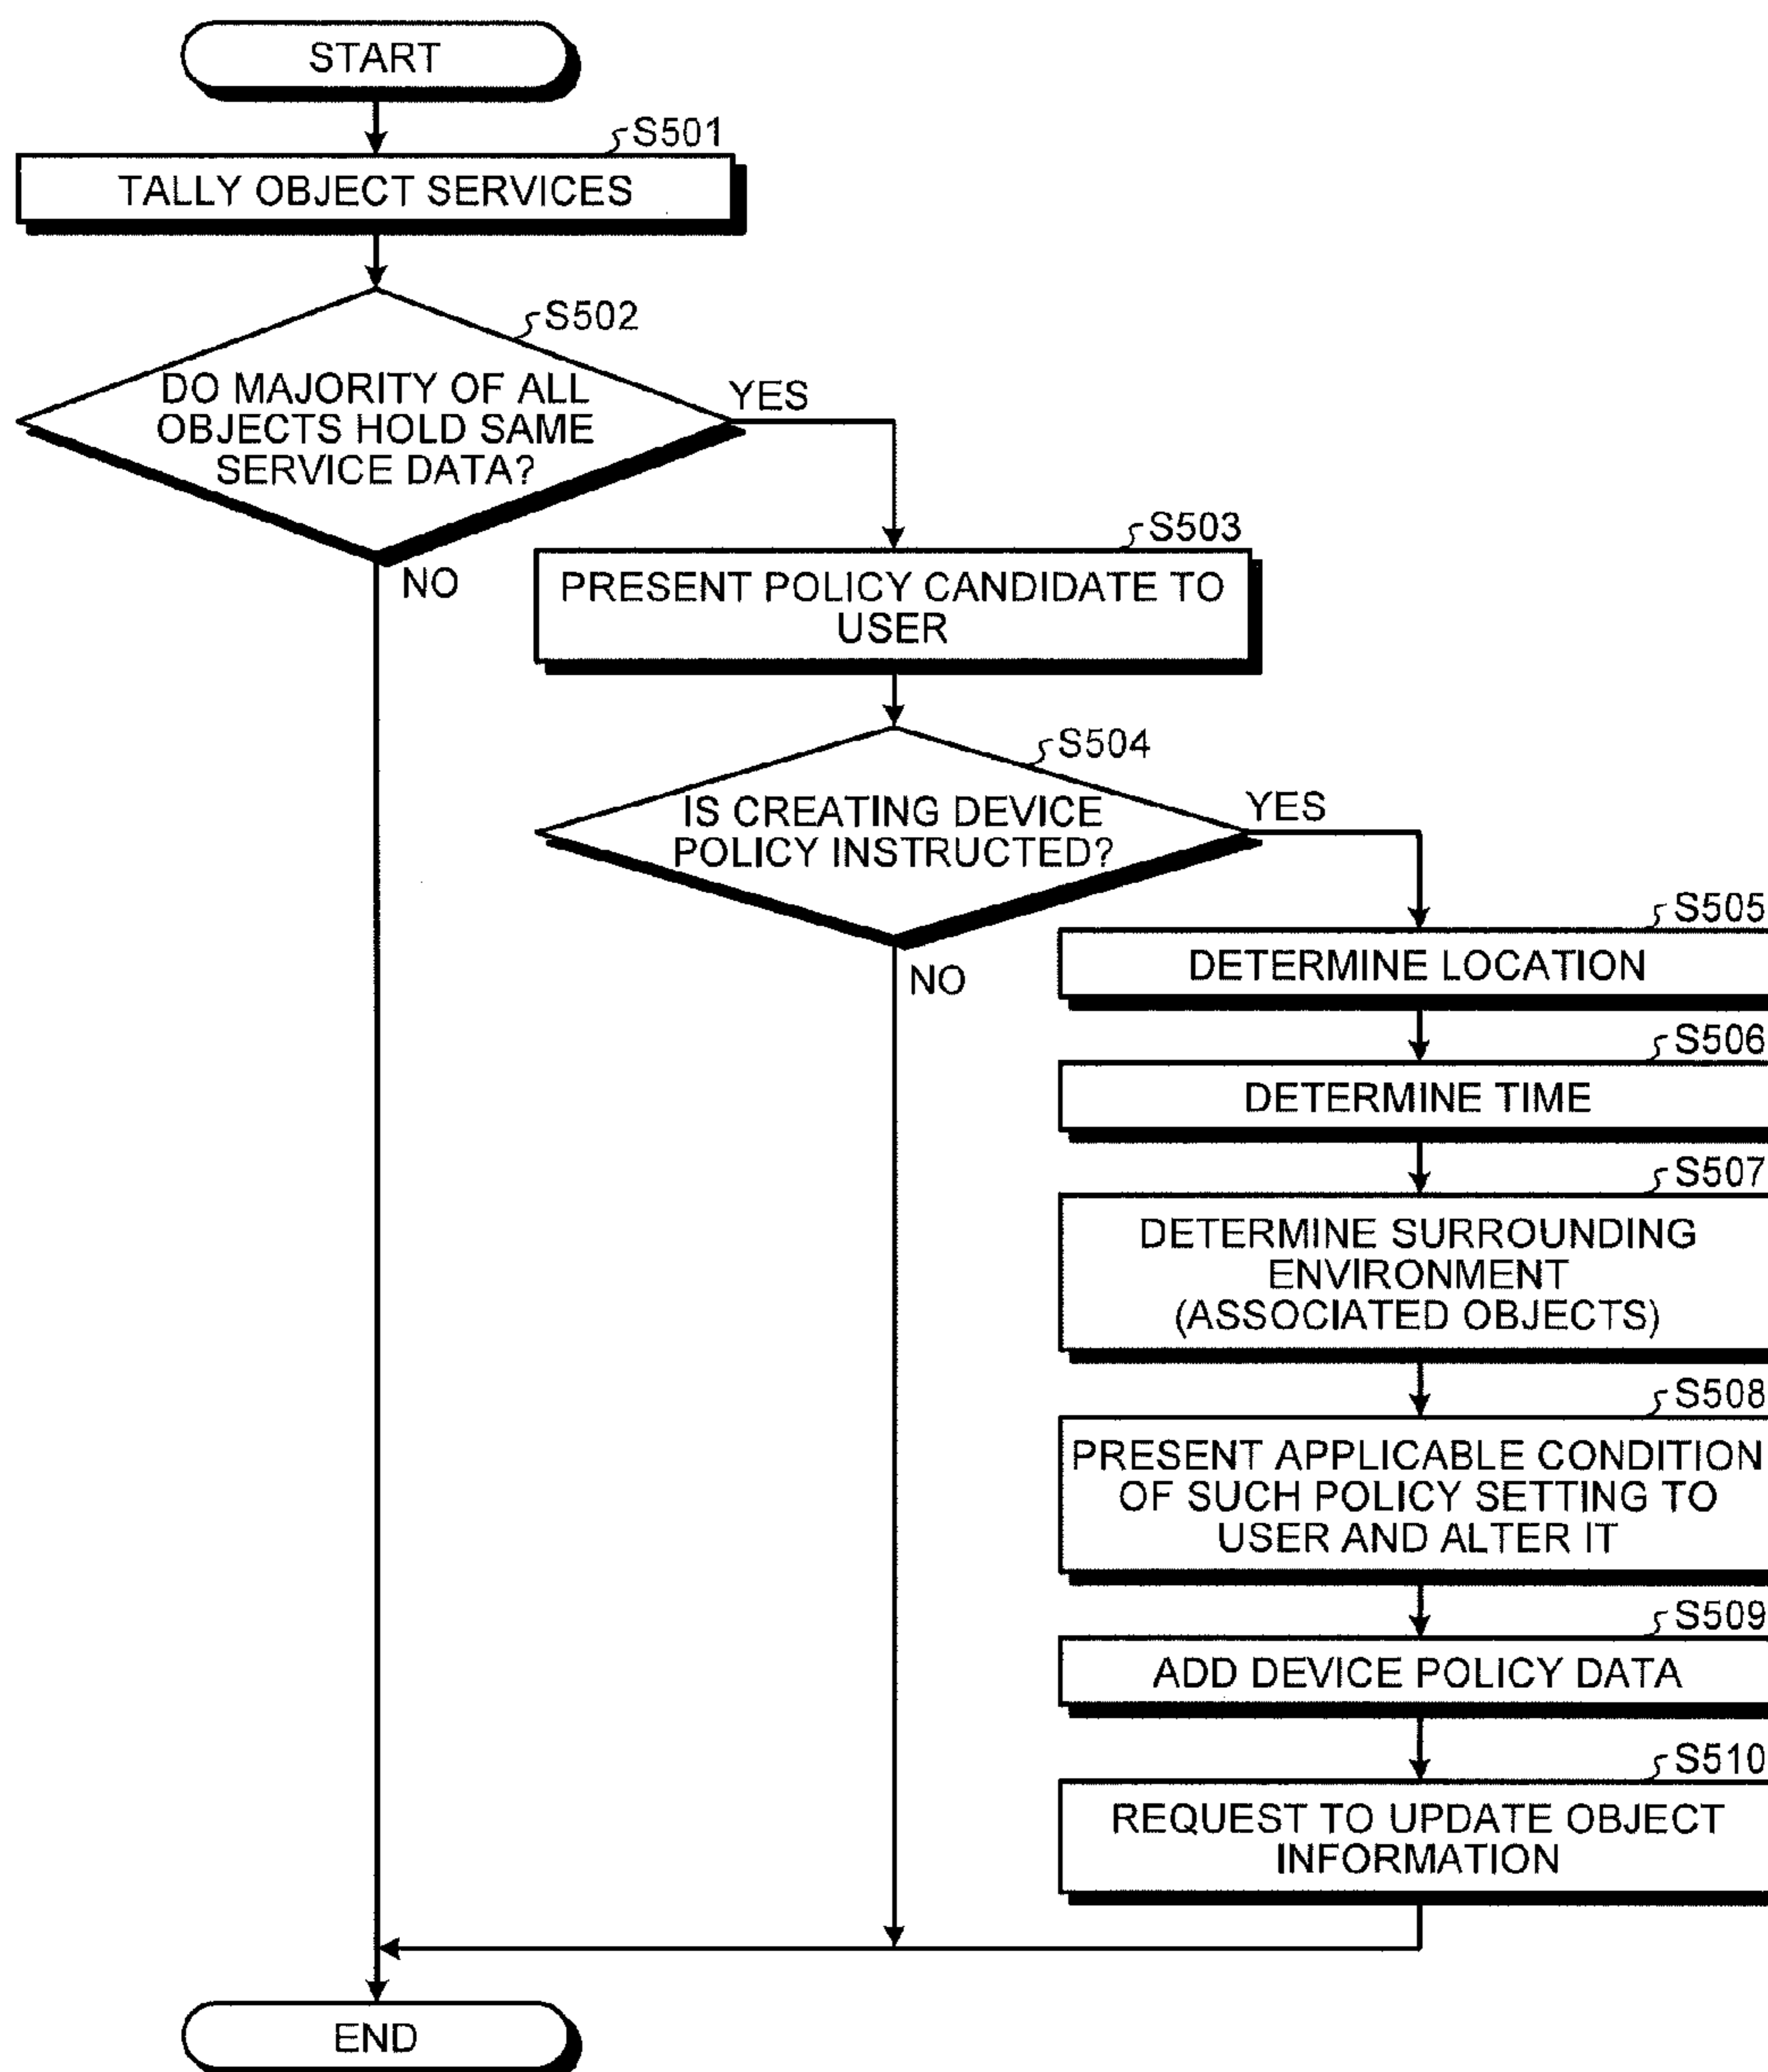 START
S501
TALLY OBJECT SERVICES
S502
DO MAJORITY OF ALL
OBJECTS HOLD SAME
SERVICE DATA?
YES
NO
S503
PRESENT POLICY CANDIDATE TO
USER
S504
IS CREATING DEVICE
POLICY INSTRUCTED?
YES
NO
S505
DETERMINE LOCATION
S506
DETERMINE TIME
S507
DETERMINE SURROUNDING
ENVIRONMENT
(ASSOCIATED OBJECTS)
S508
PRESENT APPLICABLE CONDITION
OF SUCH POLICY SETTING TO
USER AND ALTER IT
S509
ADD DEVICE POLICY DATA
S510
REQUEST TO UPDATE OBJECT
INFORMATION
END